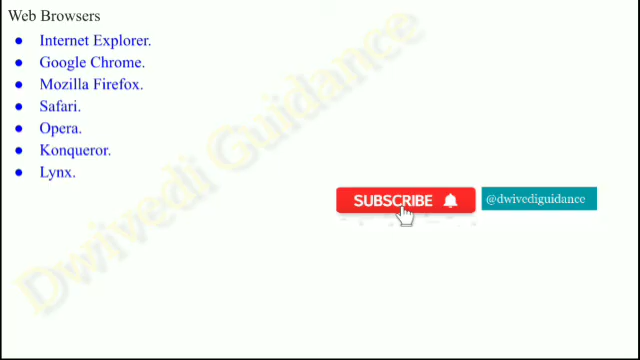 Web Browsers
● Internet Explorer.
● Google Chrome.
● Mozilla Firefox.
● Safari.
● Opera.
● Konqueror.
● Lynx.
SUBSCRIBE
@dwivediguidance
Dwivedi Guidance